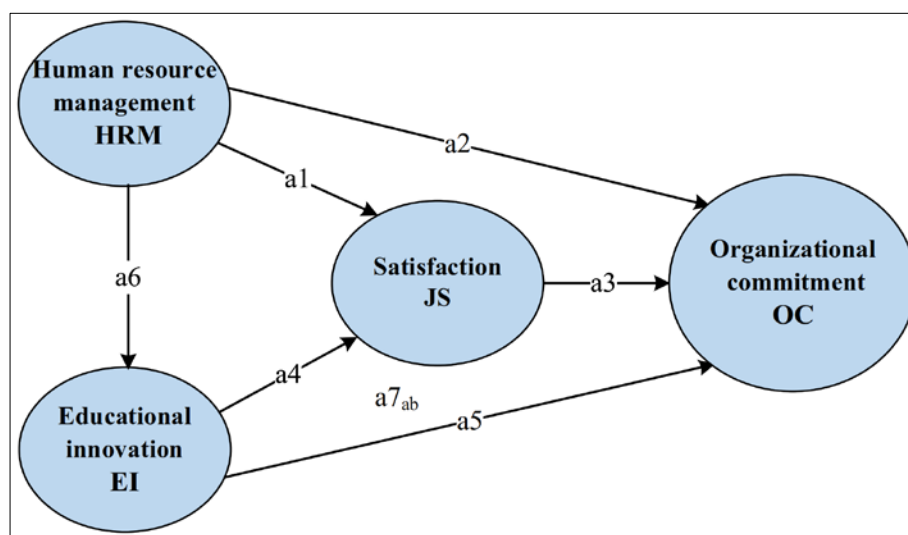 Human resource
management
HRM
a2
a1
a6
Satisfaction
JS
a3
Organizational
commitment
OC
a4
a7ab
a5
Educational
innovation
EI